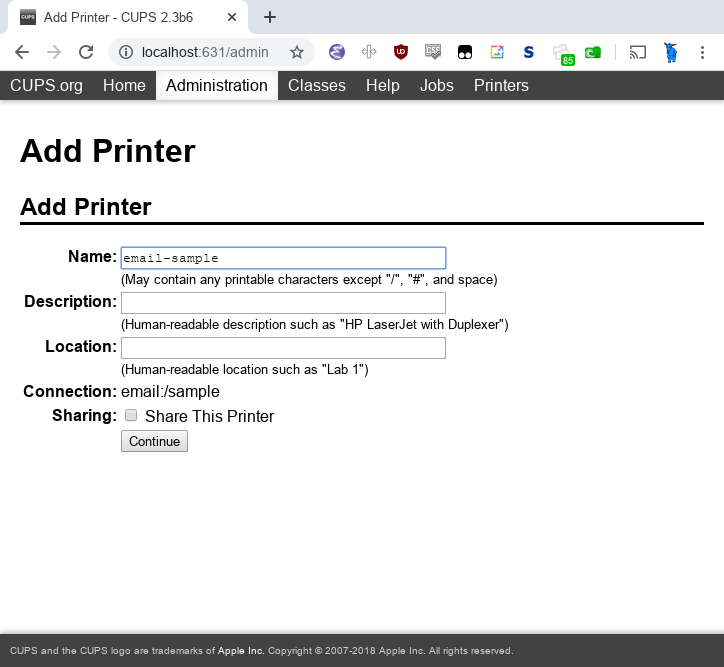 CUPS Add Printer - CUPS 2.3b6
localhost:631/admin
UD CSS S 85
CUPS.org Home Administration Classes Help Jobs Printers
Add Printer
Add Printer
Name: email-sample
(May contain any printable characters except "/", "#", and space)
Description:
(Human-readable description such as "HP LaserJet with Duplexer")
Location:
(Human-readable location such as "Lab 1")
Connection: email:/sample
Sharing: Share This Printer
Continue
CUPS and the CUPS logo are trademarks of Apple Inc. Copyright © 2007-2018 Apple Inc. All rights reserved.